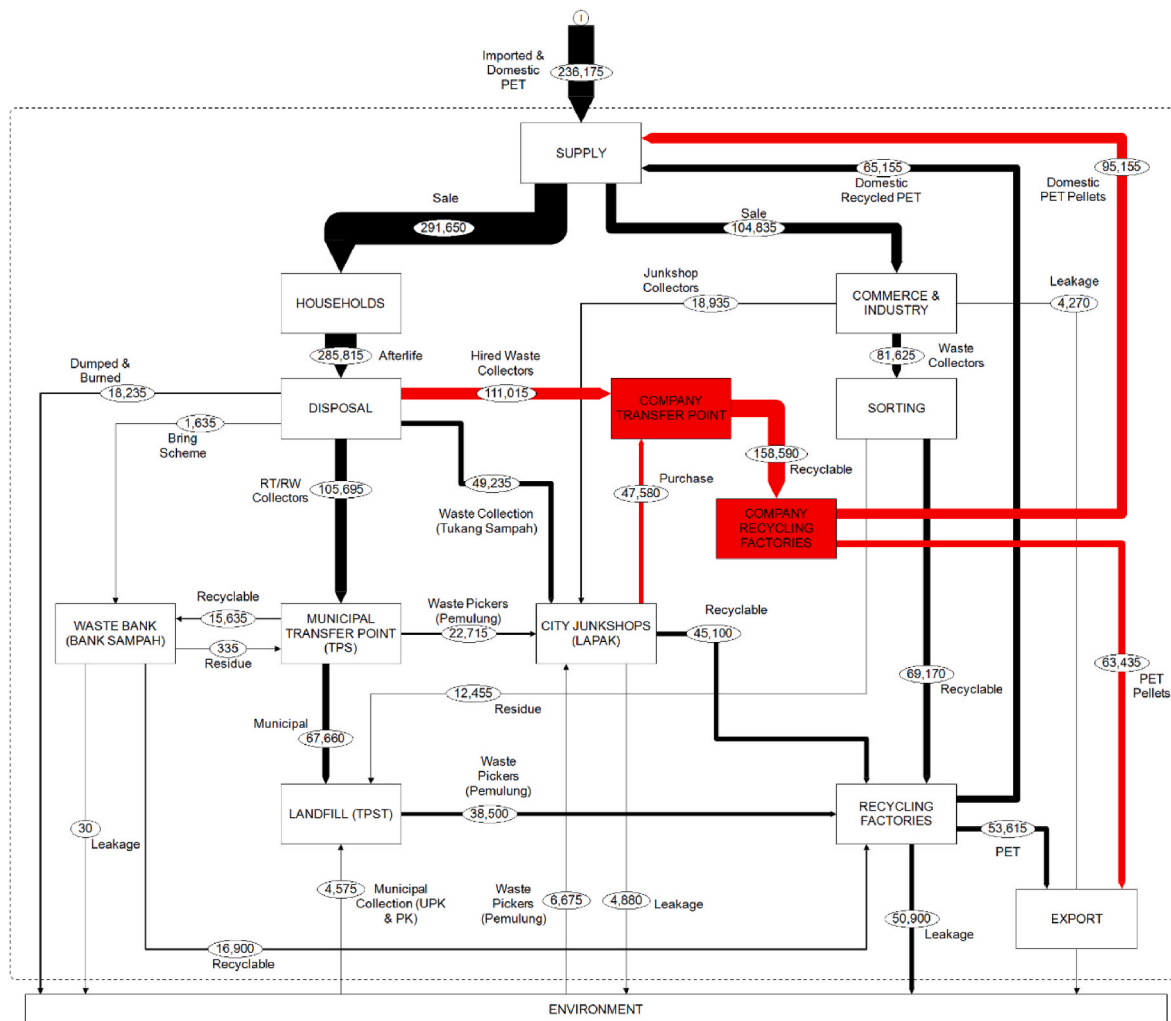 I
Imported &
Domestic
PET
236,175
SUPPLY
65,155
Domestic
Recycled PET
95,155
Domestic
PET Pellets
Sale
291,650
Sale
104,835
HOUSEHOLDS
Junkshop
Collectors
18,935
COMMERCE &
INDUSTRY
Leakage
4,270
285,815
Afterlife
Hired Waste
Collectors
111,015
81,625
Waste
Collectors
Dumped &
Burned
18,235
DISPOSAL
COMPANY
TRANSFER POINT
SORTING
1,635
Bring
Scheme
158,590
Recyclable
RT/RW
Collectors
105,695
49,235
Waste Collection
(Tukang Sampah)
47,580
Purchase
COMPANY
RECYCLING
FACTORIES
WASTE BANK
(BANK SAMPAH)
Recyclable
15,635
335
Residue
MUNICIPAL
TRANSFER POINT
(TPS)
Waste Pickers
(Pemulung)
22,715
CITY JUNKSHOPS
(LAPAK)
Recyclable
45,100
63,435
PET
Pellets
69,170
Recyclable
12,455
Residue
Municipal
67,660
LANDFILL (TPST)
Waste
Pickers
(Pemulung)
38,500
RECYCLING
FACTORIES
53,615
PET
30
Leakage
4,575
Municipal
Collection (UPK
& PK)
Waste
Pickers
(Pemulung)
6,675
4,880
Leakage
50,900
Leakage
EXPORT
16,900
Recyclable
ENVIRONMENT